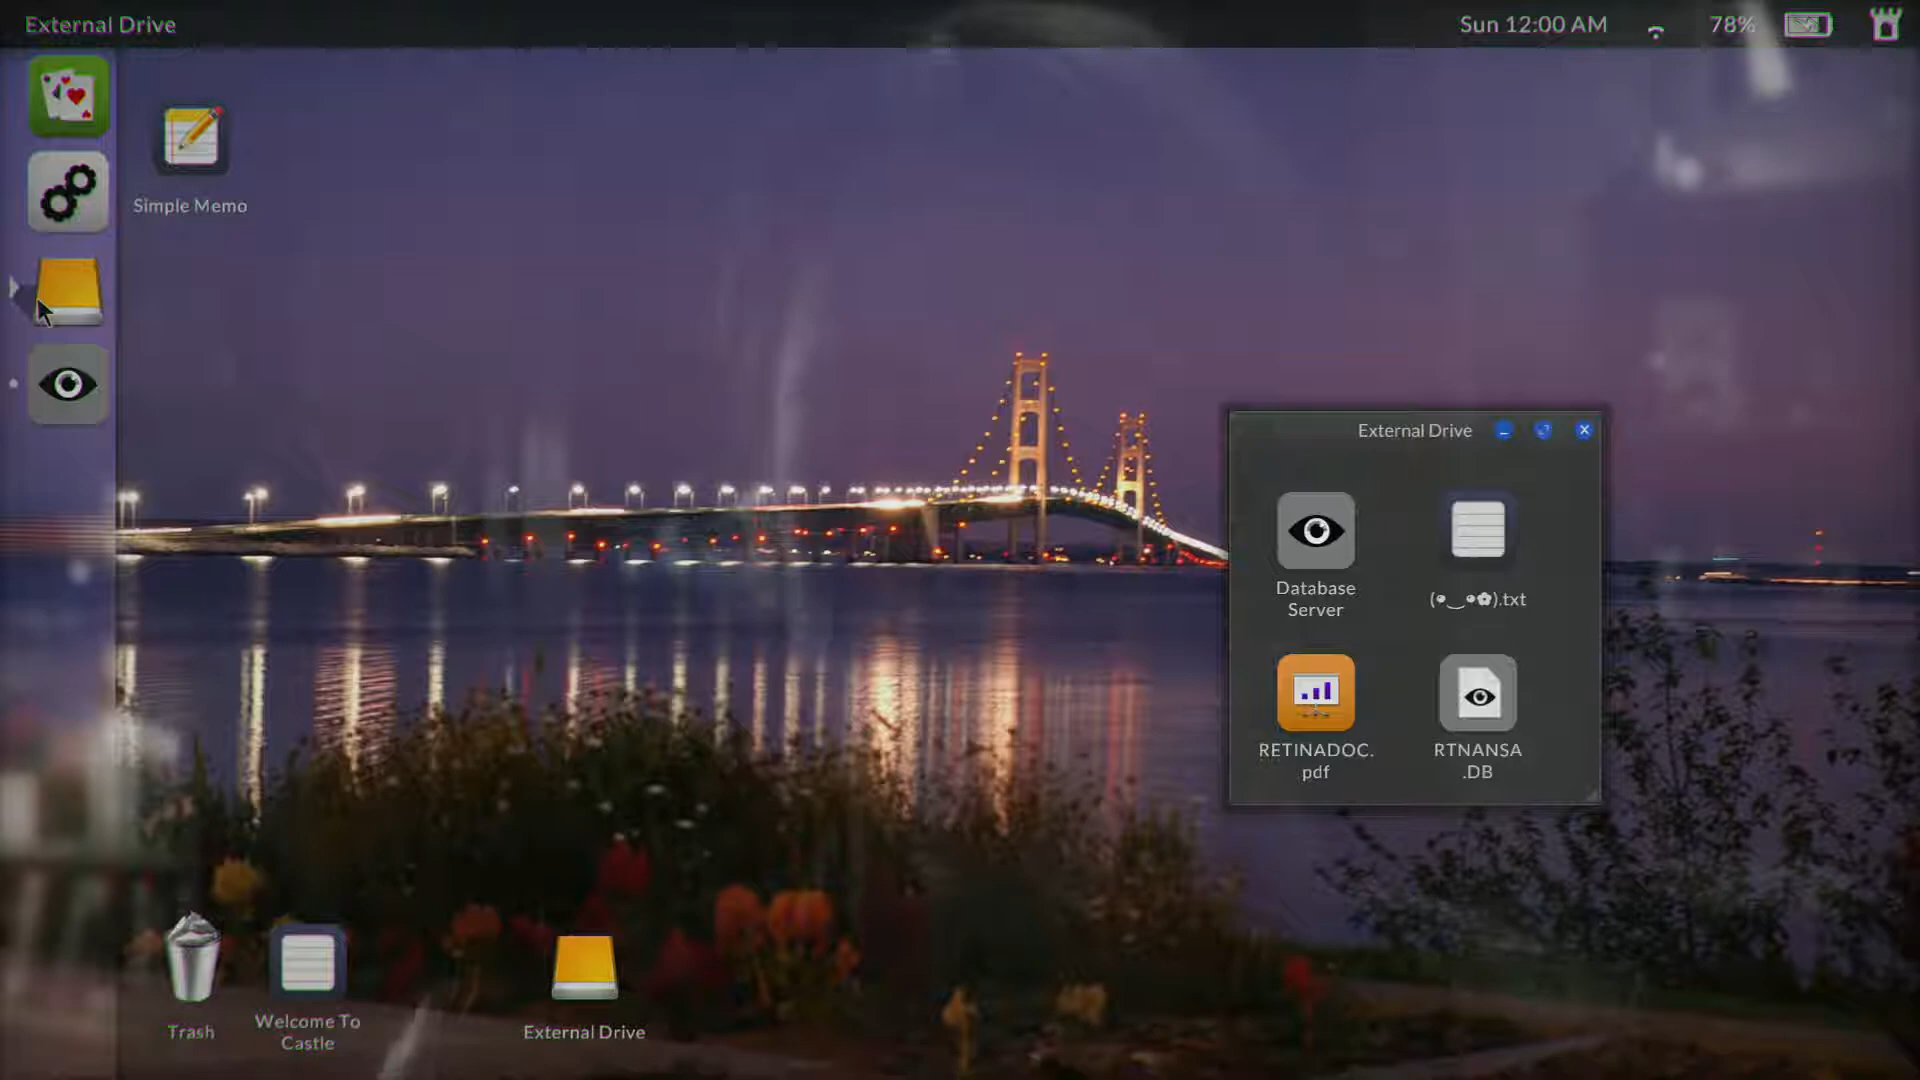 External Drive
Sun 12:00 AM
78%
Simple Memo
External Drive
Database
Server
(•‿•✿).txt
RETINADOC.
pdf
RTNANSA
.DB
Trash
Welcome To
Castle
External Drive